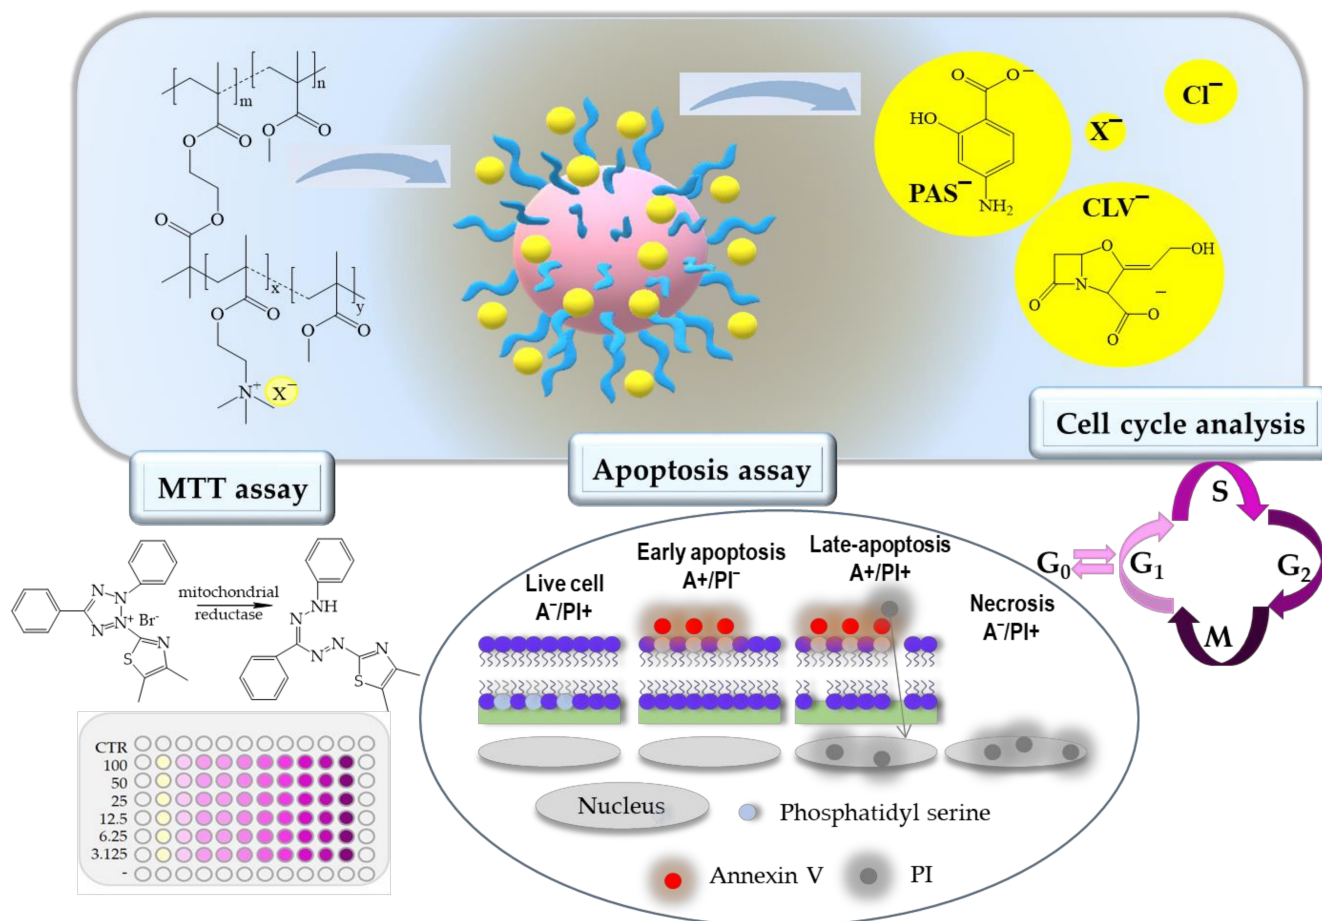 m
n
O
O
O
O
O
O
O
O
x
y
O
O
O
O
N⁺
X⁻
O
O⁻
HO
PAS⁻
NH₂
X⁻
Cl⁻
CLV⁻
O
OH
N
O
O
⁻
O
MTT assay
Apoptosis assay
Cell cycle analysis
N
N
N
N⁺
Br⁻
N
S
mitochondrial
reductase
N
NH
N
N
N
S
CTR
100
50
25
12.5
6.25
3.125
-
Live cell
A⁻/PI+
Early apoptosis
A+/PI⁻
Late-apoptosis
A+/PI+
Necrosis
A⁻/PI+
Nucleus
Phosphatidyl serine
Annexin V
PI
S
G₀
G₁
G₂
M